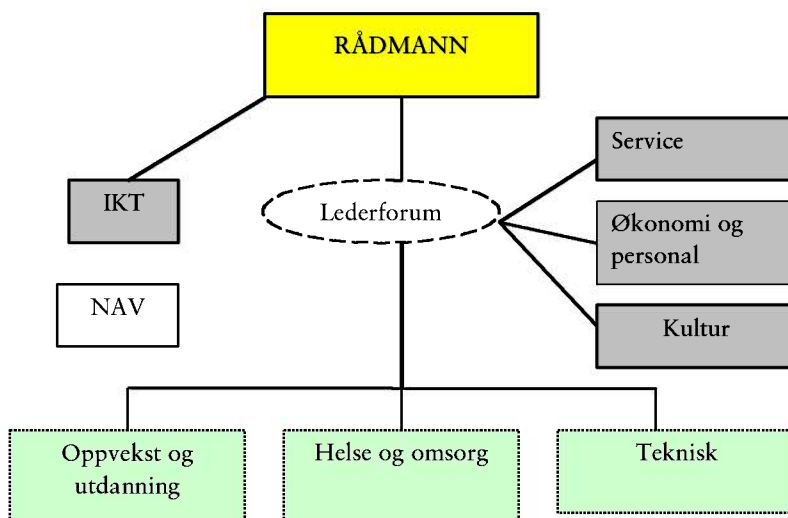 RÅDMANN
Service
IKT
Lederforum
Økonomi og
personal
NAV
Kultur
Oppvekst og
utdanning
Helse og omsorg
Teknisk